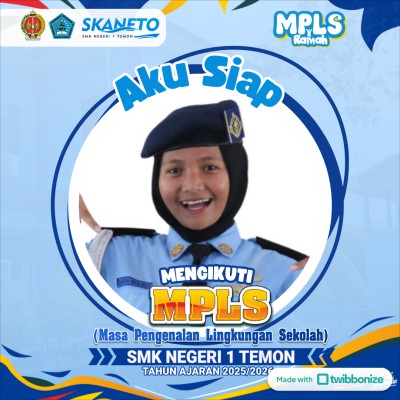 SKANETO
SMK NEGERI 1 TEMON
MPLS
Ramah
Aku Siap
MENGIKUTI
MPLS
(Masa Pengenalan Lingkungan Sekolah)
SMK NEGERI 1 TEMON
TAHUN AJARAN 2025/2026
Made with twibbonize